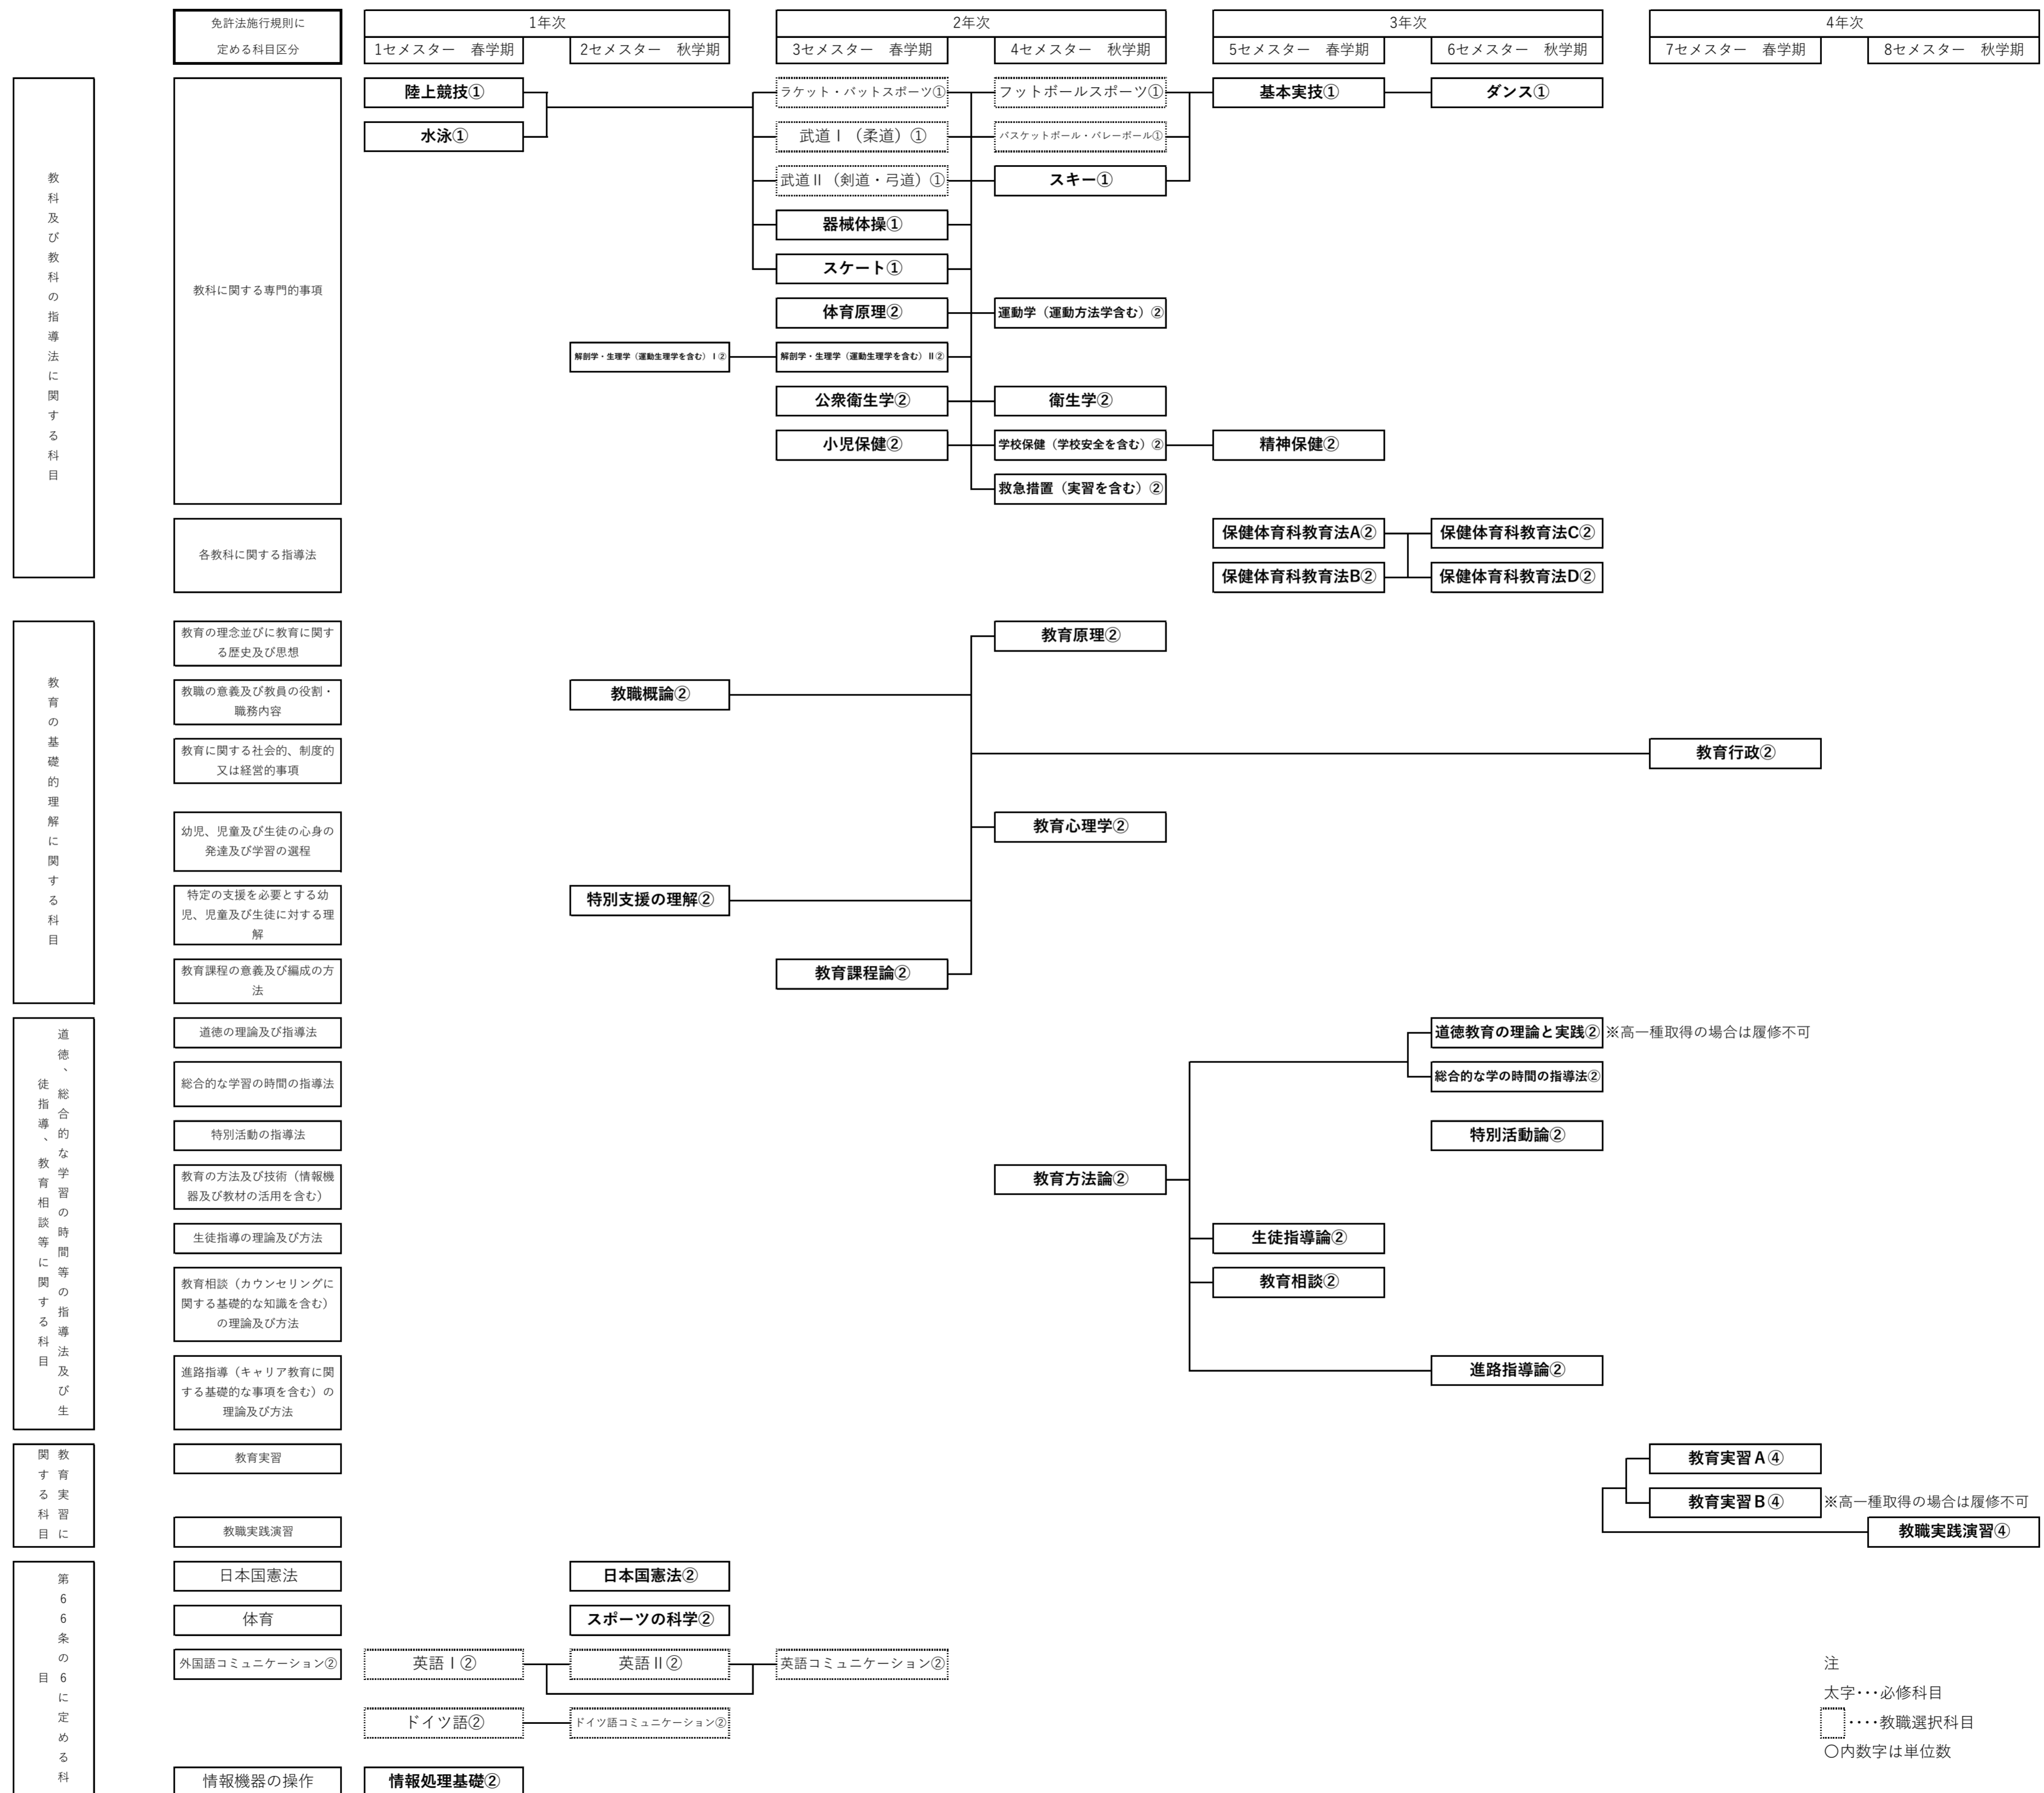 免許法施行規則に
定める科目区分
1年次
2年次
3年次
4年次
1セメスター　春学期
2セメスター　秋学期
3セメスター　春学期
4セメスター　秋学期
5セメスター　春学期
6セメスター　秋学期
7セメスター　春学期
8セメスター　秋学期
教科及び教科の指導法に関する科目
教科に関する専門的事項
陸上競技①
ラケット・バットスポーツ①
フットボールスポーツ①
基本実技①
ダンス①
水泳①
武道Ⅰ（柔道）①
バスケットボール・バレーボール①
武道Ⅱ（剣道・弓道）①
スキー①
器械体操①
スケート①
体育原理②
運動学（運動方法学含む）②
解剖学・生理学（運動生理学を含む）Ⅰ②
解剖学・生理学（運動生理学を含む）Ⅱ②
公衆衛生学②
衛生学②
小児保健②
学校保健（学校安全を含む）②
精神保健②
救急措置（実習を含む）②
各教科に関する指導法
保健体育科教育法A②
保健体育科教育法C②
保健体育科教育法B②
保健体育科教育法D②
教育の基礎的理解に関する科目
教育の理念並びに教育に関す
る歴史及び思想
教育原理②
教職の意義及び教員の役割・
職務内容
教職概論②
教育に関する社会的、制度的
又は経営的事項
教育行政②
幼児、児童及び生徒の心身の
発達及び学習の選程
教育心理学②
特定の支援を必要とする幼
児、児童及び生徒に対する理
解
特別支援の理解②
教育課程の意義及び編成の方
法
教育課程論②
道徳、総合的な学習の時間等の指導法及び生
徒指導、教育相談等に関する科目
道徳の理論及び指導法
道徳教育の理論と実践②
※高一種取得の場合は履修不可
総合的な学習の時間の指導法
総合的な学の時間の指導法②
特別活動の指導法
特別活動論②
教育の方法及び技術（情報機
器及び教材の活用を含む）
教育方法論②
生徒指導の理論及び方法
生徒指導論②
教育相談（カウンセリングに
関する基礎的な知識を含む）
の理論及び方法
教育相談②
進路指導（キャリア教育に関
する基礎的な事項を含む）の
理論及び方法
進路指導論②
教育実習に
関する科目
教育実習
教育実習Ａ④
教育実習Ｂ④
※高一種取得の場合は履修不可
教職実践演習
教職実践演習④
第66条の6に定める科
目
日本国憲法
日本国憲法②
体育
スポーツの科学②
外国語コミュニケーション②
英語Ⅰ②
英語Ⅱ②
英語コミュニケーション②
ドイツ語②
ドイツ語コミュニケーション②
情報機器の操作
情報処理基礎②
注
太字･･･必修科目
････教職選択科目
〇内数字は単位数